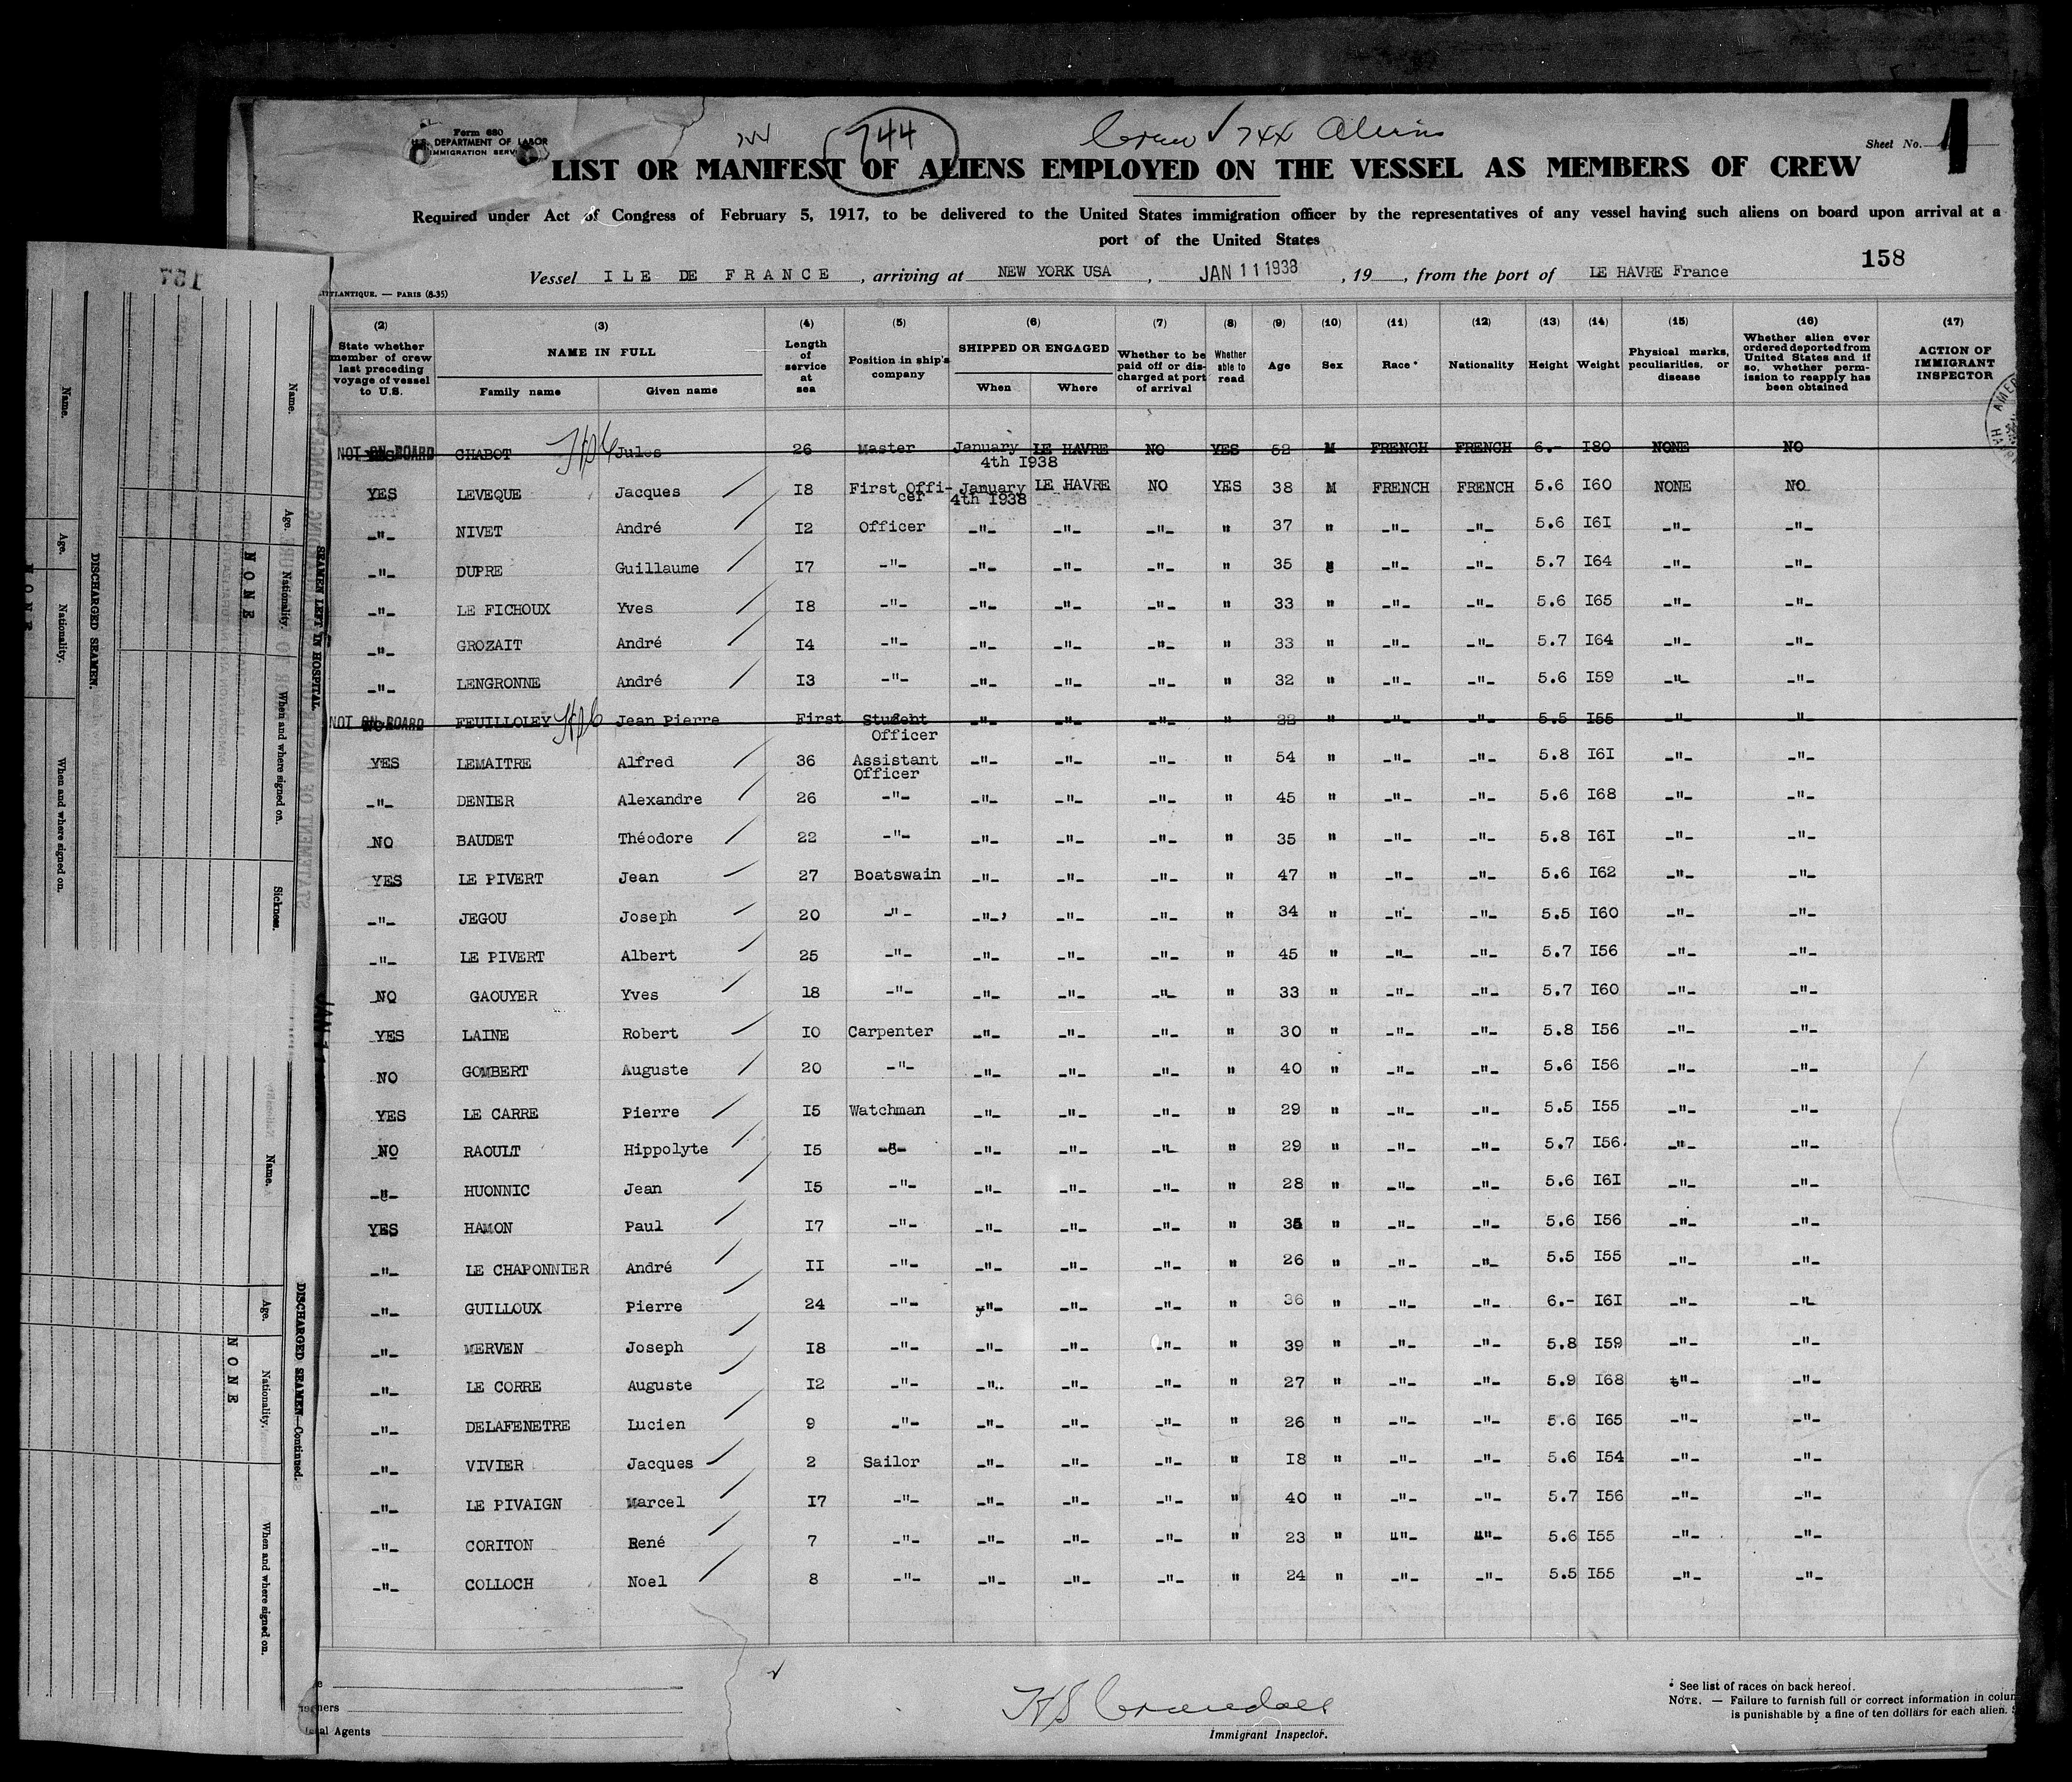 Form 680
U.S. DEPARTMENT OF LABOR
IMMIGRATION SERVICE
744
Crew ✓ 744 Aliens
Sheet No. 1
LIST OR MANIFEST OF ALIENS EMPLOYED ON THE VESSEL AS MEMBERS OF CREW
Required under Act of Congress of February 5, 1917, to be delivered to the United States immigration officer by the representatives of any vessel having such aliens on board upon arrival at a
port of the United States
158
Vessel ILE DE FRANCE, arriving at NEW YORK USA, JAN 11 1938, 19, from the port of LE HAVRE France
TLANTIQUE. — PARIS (8-35)
(2) (3) (4) (5) (6) (7) (8) (9) (10) (11) (12) (13) (14) (15) (16) (17)
State whether member of crew last preceding voyage of vessel to U.S. NAME IN FULL Family name Given name Length of service at sea Position in ship's company SHIPPED OR ENGAGED When Where Whether to be paid off or discharged at port of arrival Whether able to read Age Sex Race* Nationality Height Weight Physical marks, peculiarities, or disease Whether alien ever ordered deported from United States and if so, whether permission to reapply has been obtained ACTION OF IMMIGRANT INSPECTOR
NOT ON BOARD YES CHABOT Jules 26 Master January 4th I938 LE HAVRE NO YES 52 M FRENCH FRENCH 6.- I80 NONE NO
YES LEVEQUE Jacques I8 First Officer January 4th I938 LE HAVRE NO YES 38 M FRENCH FRENCH 5.6 I60 NONE NO
-"- NIVET André I2 Officer -"- -"- -"- " 37 " -"- -"- 5.6 I6I -"- -"-
-"- DUPRE Guillaume I7 -"- -"- -"- -"- " 35 " -"- -"- 5.7 I64 -"- -"-
-"- LE FICHOUX Yves I8 -"- -"- -"- -"- " 33 " -"- -"- 5.6 I65 -"- -"-
-"- GROZAIT André I4 -"- -"- -"- -"- " 33 " -"- -"- 5.7 I64 -"- -"-
-"- LENGRONNE André I3 -"- -"- -"- -"- " 32 " -"- -"- 5.6 I59 -"- -"-
NOT ON BOARD NO FEUILLOLEY Jean Pierre First Student Officer -"- -"- -"- " 22 " -"- -"- 5.5 I55 -"- -"-
YES LEMAITRE Alfred 36 Assistant Officer -"- -"- -"- " 54 " -"- -"- 5.8 I6I -"- -"-
-"- DENIER Alexandre 26 -"- -"- -"- -"- " 45 " -"- -"- 5.6 I68 -"- -"-
NO BAUDET Théodore 22 -"- -"- -"- -"- " 35 " -"- -"- 5.8 I6I -"- -"-
YES LE PIVERT Jean 27 Boatswain -"- -"- -"- " 47 " -"- -"- 5.6 I62 -"- -"-
-"- JEGOU Joseph 20 -"- -"-, -"- -"- " 34 " -"- -"- 5.5 I60 -"- -"-
-"- LE PIVERT Albert 25 -"- -"- -"- -"- " 45 " -"- -"- 5.7 I56 -"- -"-
NO GAOUYER Yves 18 -"- -"- -"- -"- " 33 " -"- -"- 5.7 I60 -"- -"-
YES LAINE Robert I0 Carpenter -"- -"- -"- " 30 " -"- -"- 5.8 I56 -"- -"-
NO GOMBERT Auguste 20 -"- -"- -"- -"- " 40 " -"- -"- 5.6 I56 -"- -"-
YES LE CARRE Pierre I5 Watchman -"- -"- -"- " 29 " -"- -"- 5.5 I55 -"- -"-
NO RAOULT Hippolyte I5 -"- -"- -"- -"- " 29 " -"- -"- 5.7 I56 -"- -"-
-"- HUONNIC Jean I5 -"- -"- -"- -"- " 28 " -"- -"- 5.6 I6I -"- -"-
YES HAMON Paul I7 -"- -"- -"- -"- " " -"- -"- 5.6 I56 -"- -"-
-"- LE CHAPONNIER André II -"- -"- -"- -"- " 26 " -"- -"- 5.5 I55 -"- -"-
-"- GUILLOUX Pierre 24 -"- -"- -"- -"- " 36 " -"- -"- 6.- I6I -"- -"-
-"- MERVEN Joseph I8 -"- -"- -"- -"- " 39 " -"- -"- 5.8 I59 -"- -"-
-"- LE CORRE Auguste I2 -"- -".. -"- -"- " 27 " -"- -"- 5.9 I68 -"- -"-
-"- DELAFENETRE Lucien 9 -"- -"- -"- -"- " 26 " -"- -"- 5.6 I65 -"- -"-
-"- VIVIER Jacques 2 Sailor -"- -"- -"- " I8 " -"- -"- 5.6 I54 -"- -"-
-"- LE PIVAIGN Marcel I7 -"- -"- -"- -"- " 40 " -"- -"- 5.7 I56 -"- -"-
-"- CORITON René 7 -"- -"- -"- -"- " 23 " -"- -"- 5.6 I55 -"- -"-
-"- COLLOCH Noel 8 -"- -"- -"- -"- " 24 " -"- -"- 5.5 I55 -"- -"-
Agents
Immigrant Inspector.
* See list of races on back hereof.
NOTE. — Failure to furnish full or correct information in colum
is punishable by a fine of ten dollars for each alien.
157
SEAMEN LEFT IN HOSPITAL.
Name. Age. Nationality. When and where signed on. Sickness.
NONE
DISCHARGED SEAMEN.
Name. Age. Nationality. When and where signed on.
NONE
DISCHARGED SEAMEN—Continued.
Name. Age. Nationality. When and where signed on.
NONE